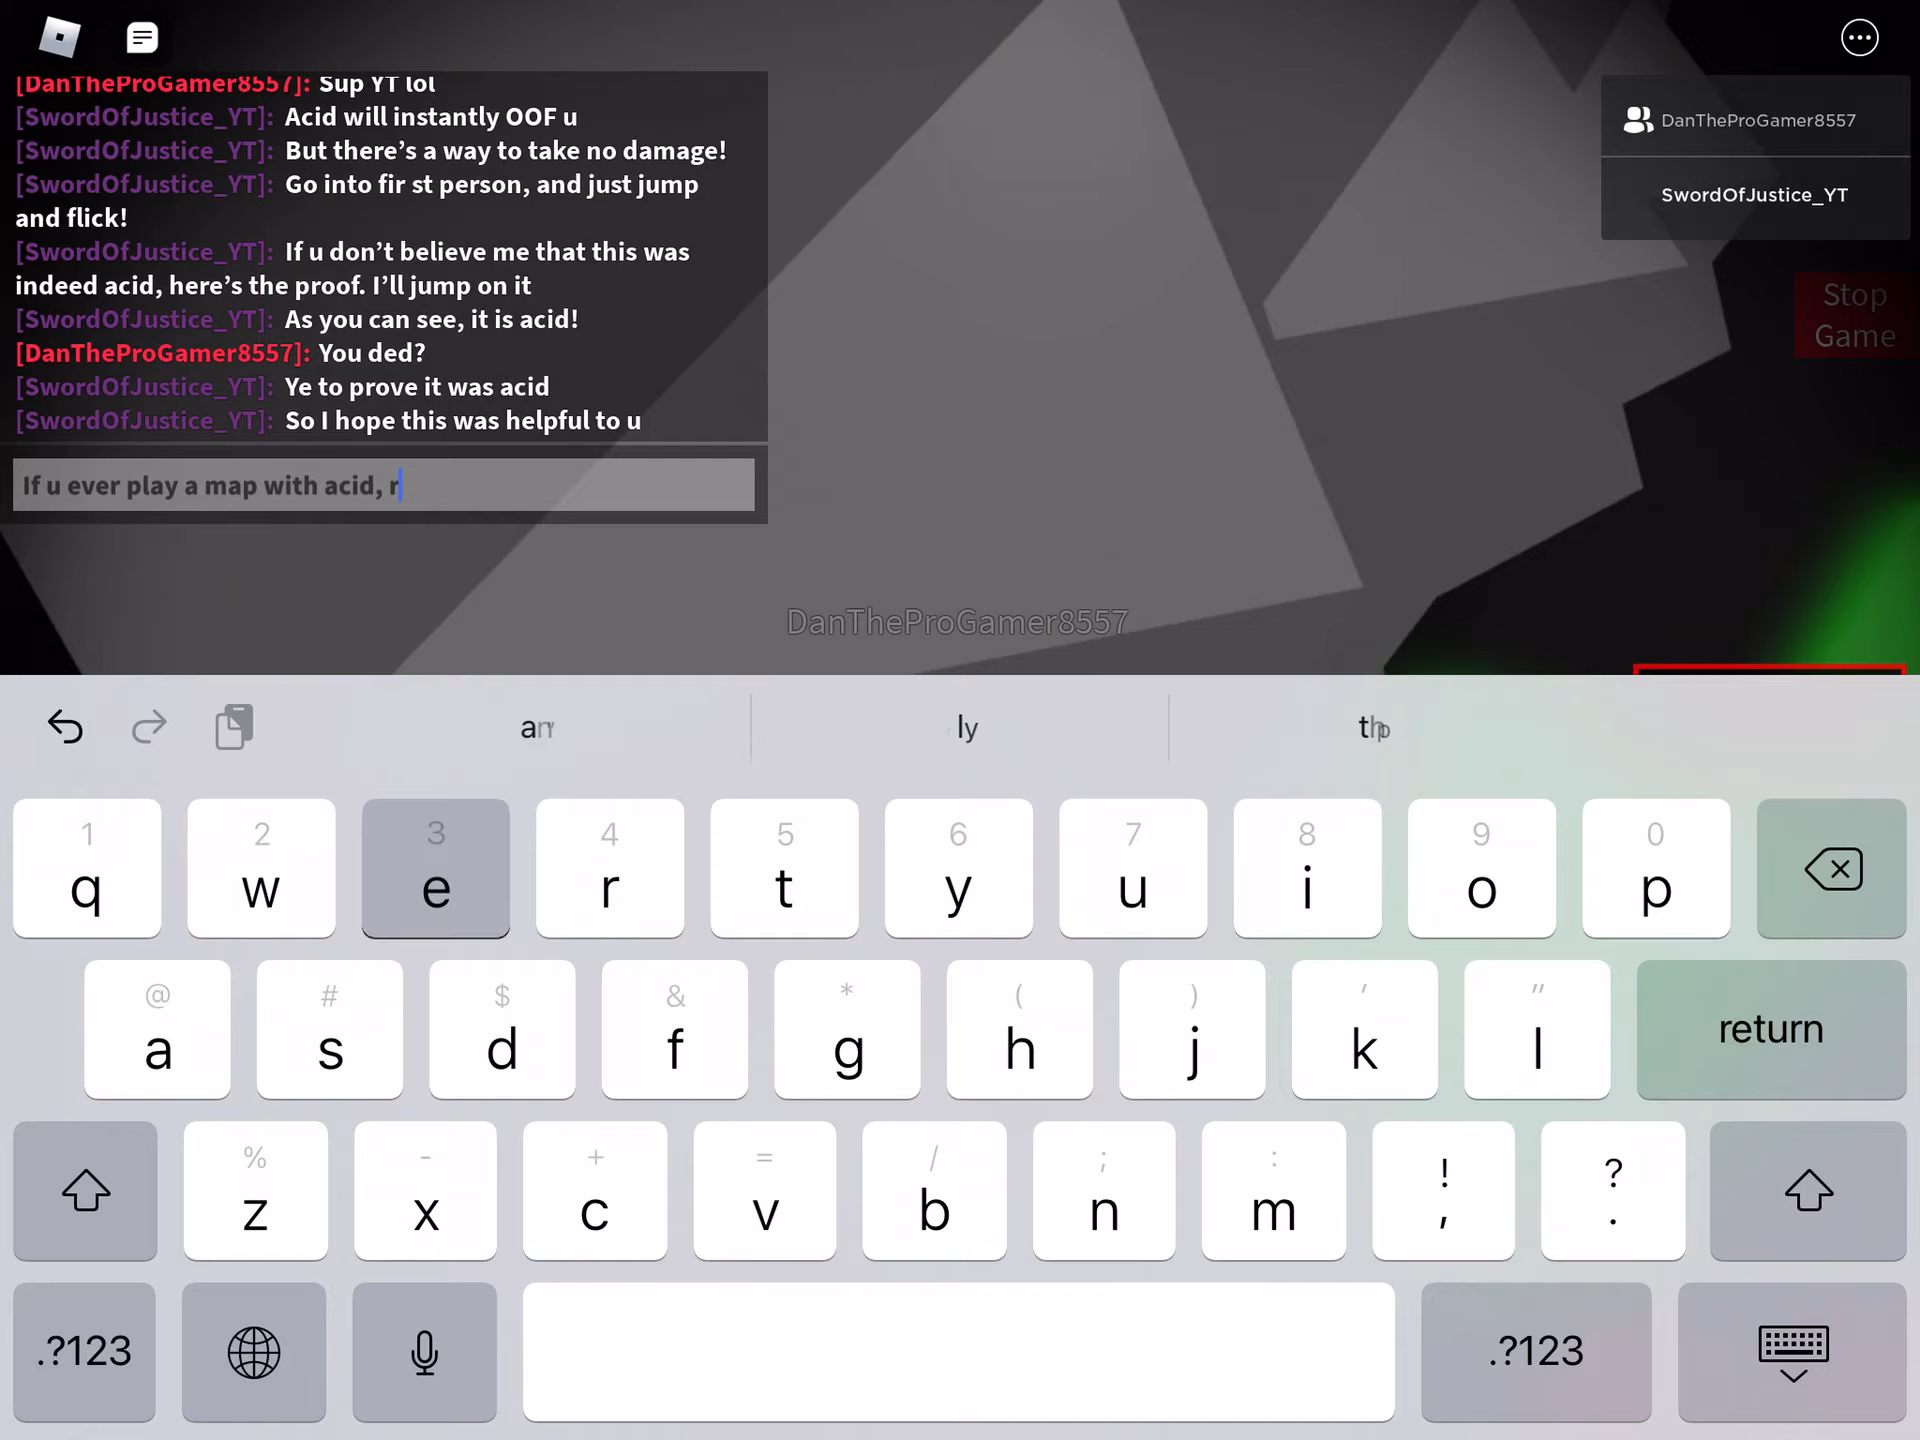 [DanTheProGamer8557]: Sup YT lol
[SwordOfJustice_YT]: Acid will instantly OOF u
[SwordOfJustice_YT]: But there's a way to take no damage!
[SwordOfJustice_YT]: Go into fir st person, and just jump
and flick!
[SwordOfJustice_YT]: If u don't believe me that this was
indeed acid, here's the proof. I'll jump on it
[SwordOfJustice_YT]: As you can see, it is acid!
[DanTheProGamer8557]: You ded?
[SwordOfJustice_YT]: Ye to prove it was acid
[SwordOfJustice_YT]: So I hope this was helpful to u
If u ever play a map with acid, r
DanTheProGamer8557
SwordOfJustice_YT
Stop
Game
DanTheProGamer8557
1 2 3 4 5 6 7 8 9 0
q w e r t y u i o p
@ # $ & * ( ) ' "
a s d f g h j k l return
% - + = / ; : ! ?
z x c v b n m , .
.?123 .?123